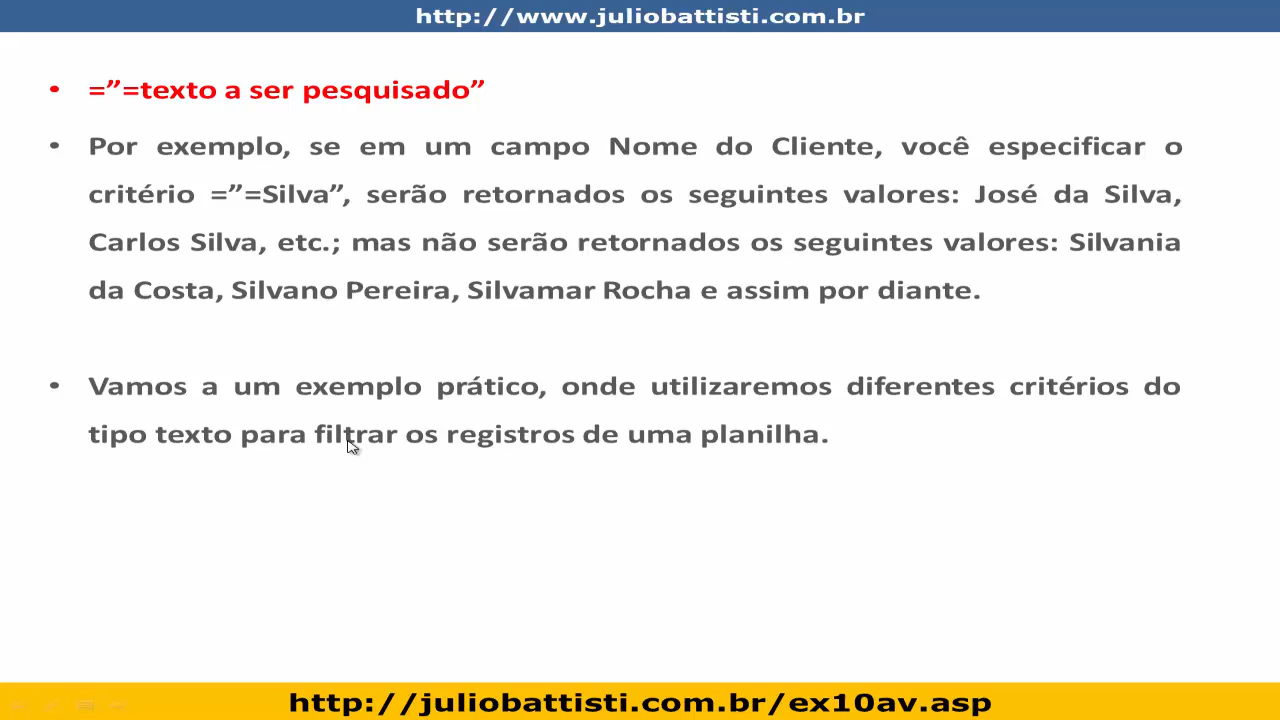 http://www.juliobattisti.com.br
• =”=texto a ser pesquisado”
• Por exemplo, se em um campo Nome do Cliente, você especificar o
critério =”=Silva”, serão retornados os seguintes valores: José da Silva,
Carlos Silva, etc.; mas não serão retornados os seguintes valores: Silvania
da Costa, Silvano Pereira, Silvamar Rocha e assim por diante.
• Vamos a um exemplo prático, onde utilizaremos diferentes critérios do
tipo texto para filtrar os registros de uma planilha.
http://juliobattisti.com.br/ex10av.asp